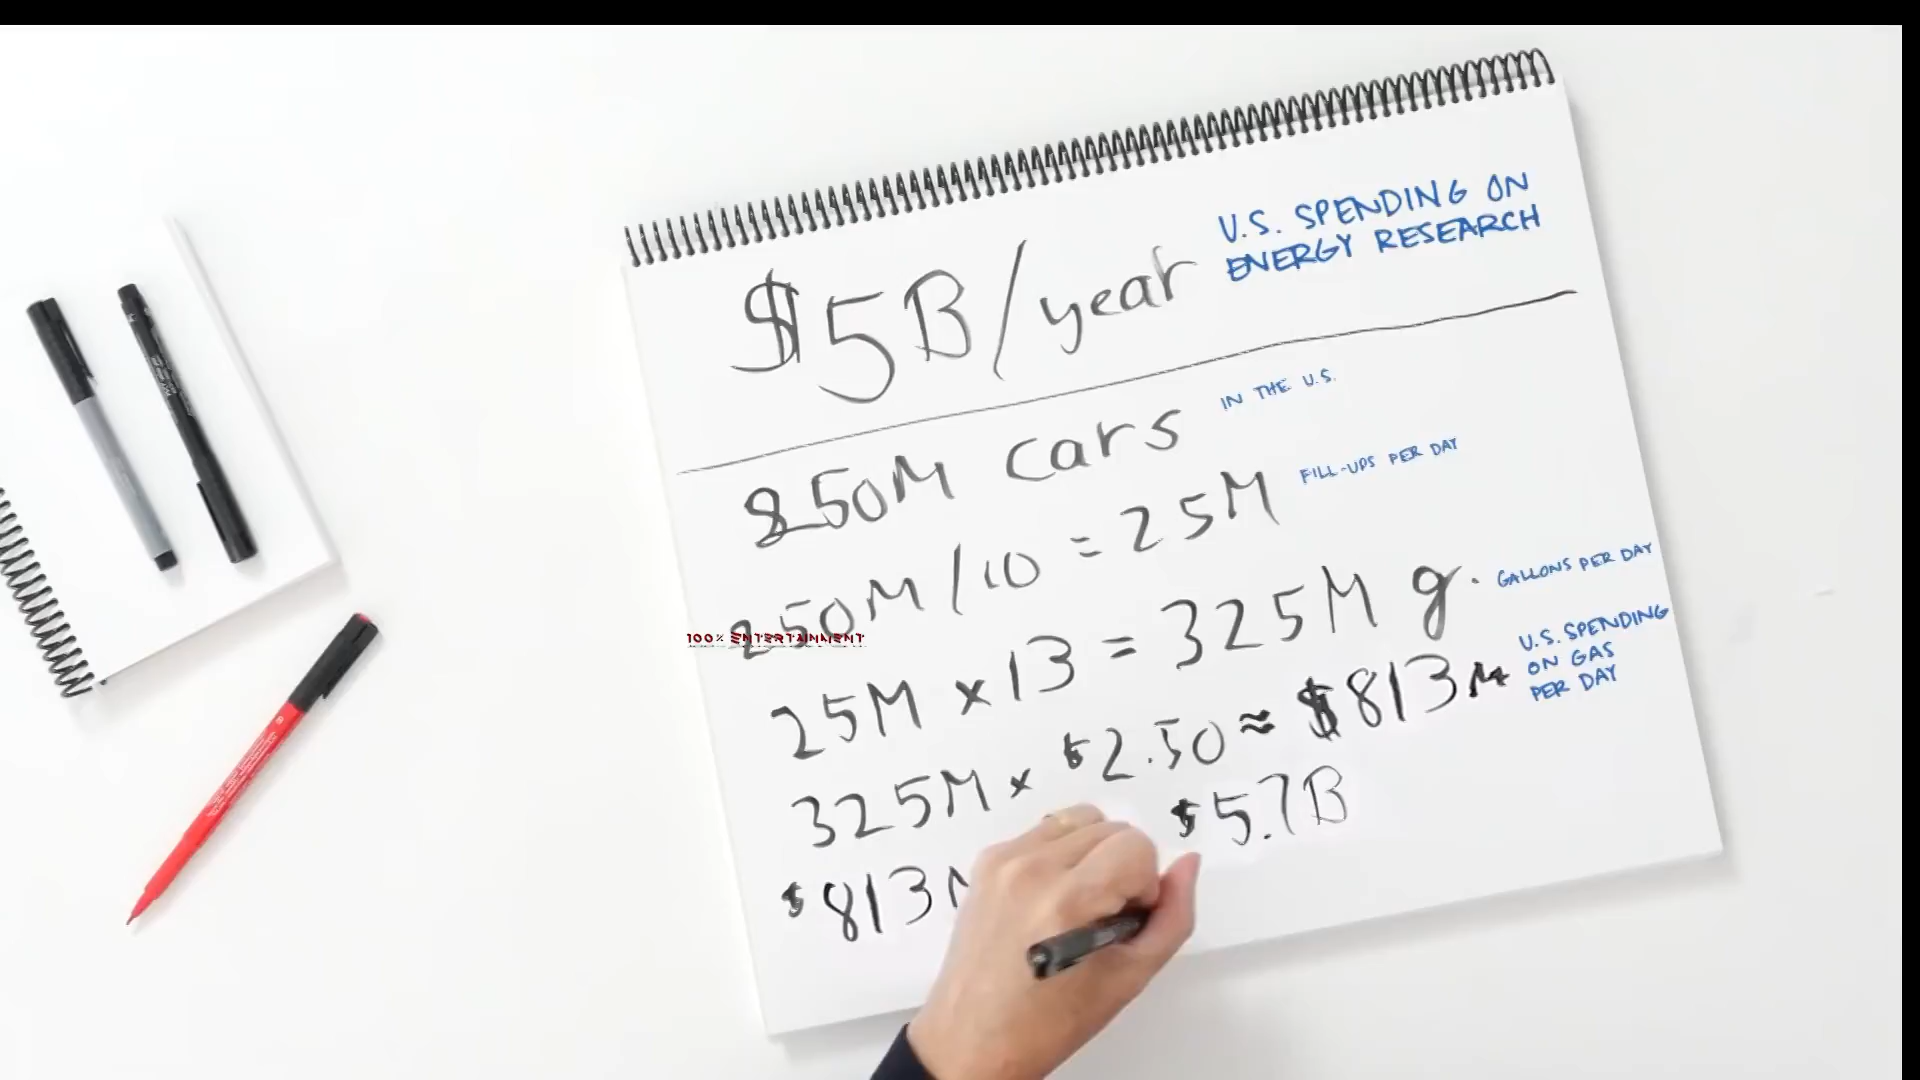 U.S. SPENDING ON
ENERGY RESEARCH
$5B/year
250M cars IN THE U.S.
250M/10 = 25M FILL-UPS PER DAY
25M x 13 = 325M g. GALLONS PER DAY
325M x $2.50 ≈ $813M U.S. SPENDING
ON GAS
PER DAY
$813M $5.7B
100% ENTERTAINMENT